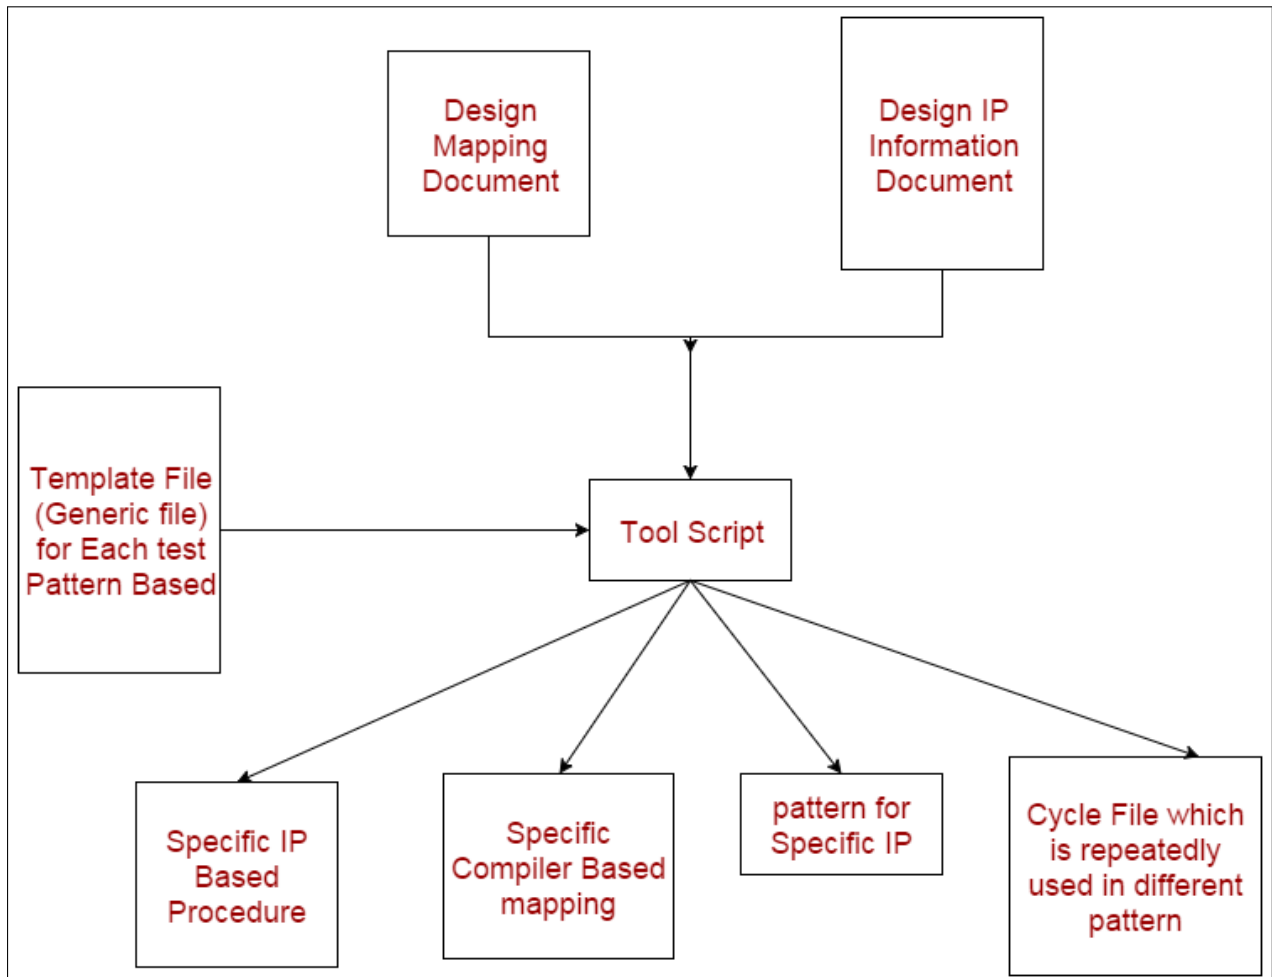 Design
Mapping
Document
Design IP
Information
Document
Template File
(Generic file)
for Each test
Pattern Based
Tool Script
Specific IP
Based
Procedure
Specific
Compiler Based
mapping
pattern for
Specific IP
Cycle File which
is repeatedly
used in different
pattern